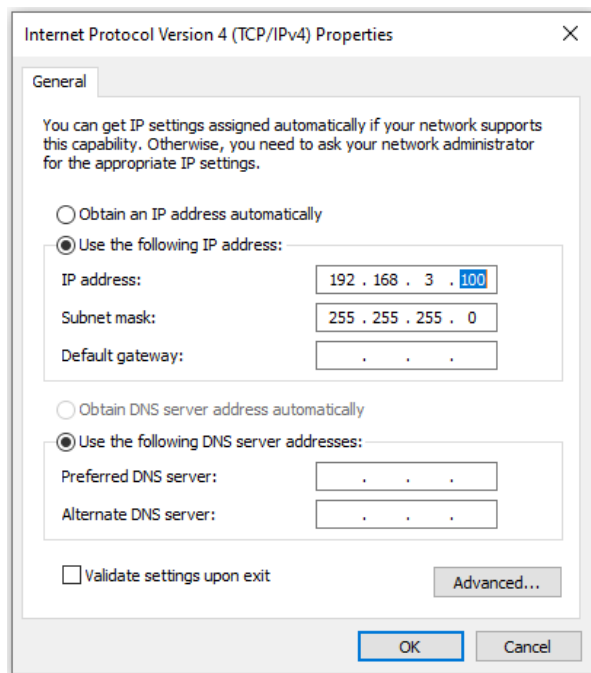 Internet Protocol Version 4 (TCP/IPv4) Properties
General
You can get IP settings assigned automatically if your network supports
this capability. Otherwise, you need to ask your network administrator
for the appropriate IP settings.
Obtain an IP address automatically
Use the following IP address:
IP address: 192 . 168 . 3 . 100
Subnet mask: 255 . 255 . 255 . 0
Default gateway: . . .
Obtain DNS server address automatically
Use the following DNS server addresses:
Preferred DNS server: . . .
Alternate DNS server: . . .
Validate settings upon exit
Advanced...
OK Cancel